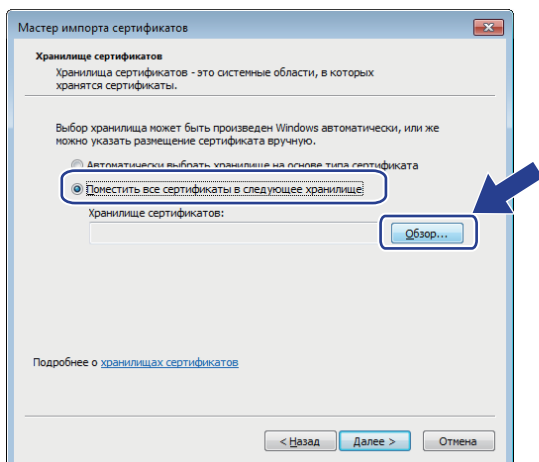 Мастер импорта сертификатов
Хранилище сертификатов
Хранилища сертификатов - это системные области, в которых
хранятся сертификаты.
Выбор хранилища может быть произведен Windows автоматически, или же
можно указать размещение сертификата вручную.
Автоматически выбрать хранилище на основе типа сертификата
Поместить все сертификаты в следующее хранилище
Хранилище сертификатов:
Обзор...
Подробнее о хранилищах сертификатов
< Назад Далее > Отмена